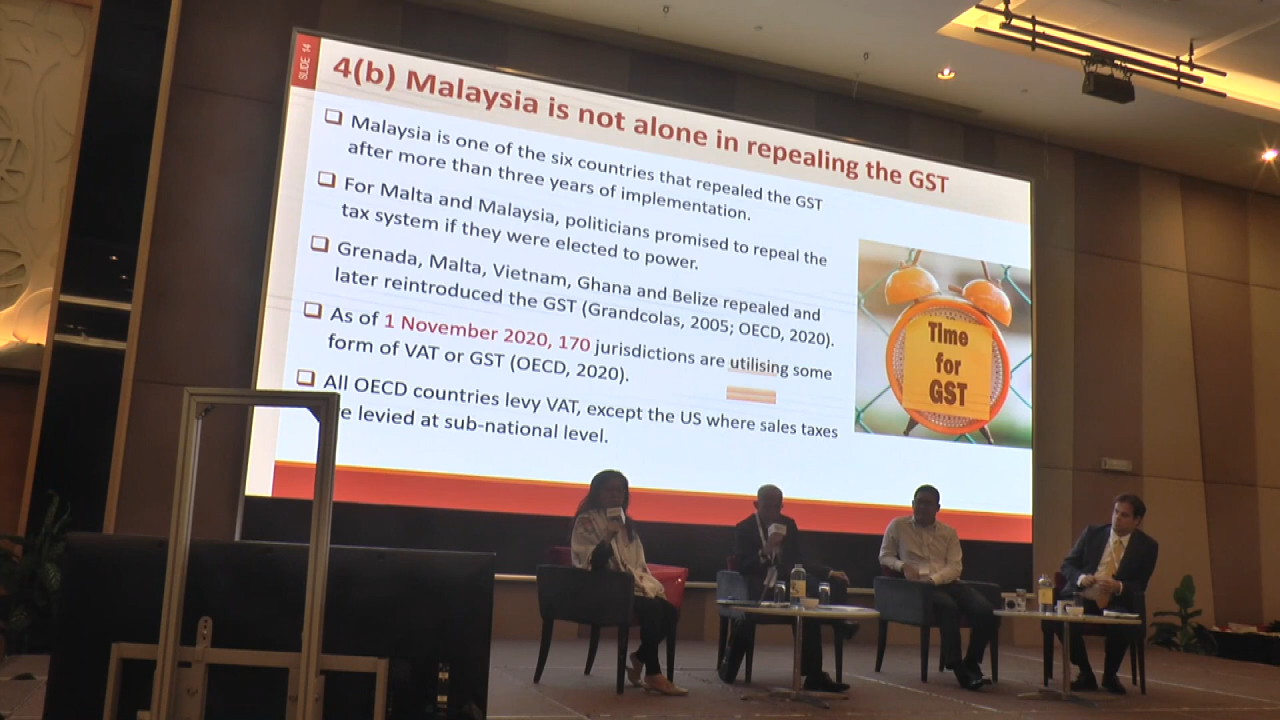 SLIDE 14
4(b) Malaysia is not alone in repealing the GST
Malaysia is one of the six countries that repealed the GST
after more than three years of implementation.
For Malta and Malaysia, politicians promised to repeal the
tax system if they were elected to power.
Grenada, Malta, Vietnam, Ghana and Belize repealed and
later reintroduced the GST (Grandcolas, 2005; OECD, 2020).
As of 1 November 2020, 170 jurisdictions are utilising some
form of VAT or GST (OECD, 2020).
All OECD countries levy VAT, except the US where sales taxes
re levied at sub-national level.
Time
for
GST